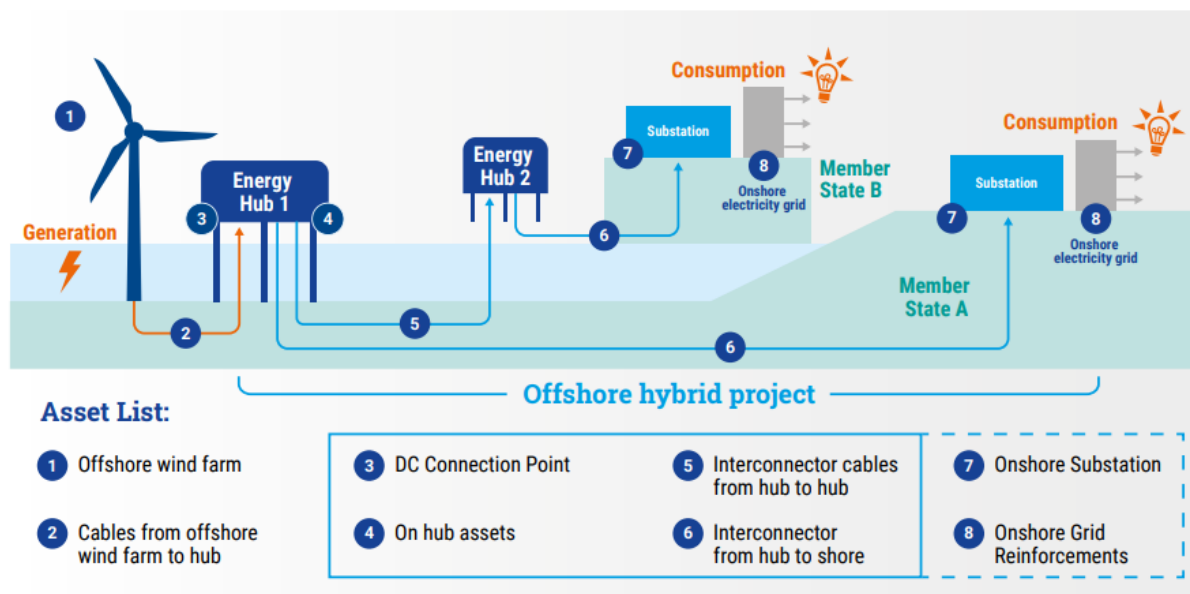 Consumption
1
Substation
7
8
Onshore
electricity grid
Member
State B
Consumption
Substation
7
8
Onshore
electricity grid
Energy
Hub 1
3
4
Energy
Hub 2
6
Generation
Member
State A
2
5
6
Offshore hybrid project
Asset List:
1 Offshore wind farm
2 Cables from offshore
wind farm to hub
3 DC Connection Point
4 On hub assets
5 Interconnector cables
from hub to hub
6 Interconnector
from hub to shore
7 Onshore Substation
8 Onshore Grid
Reinforcements